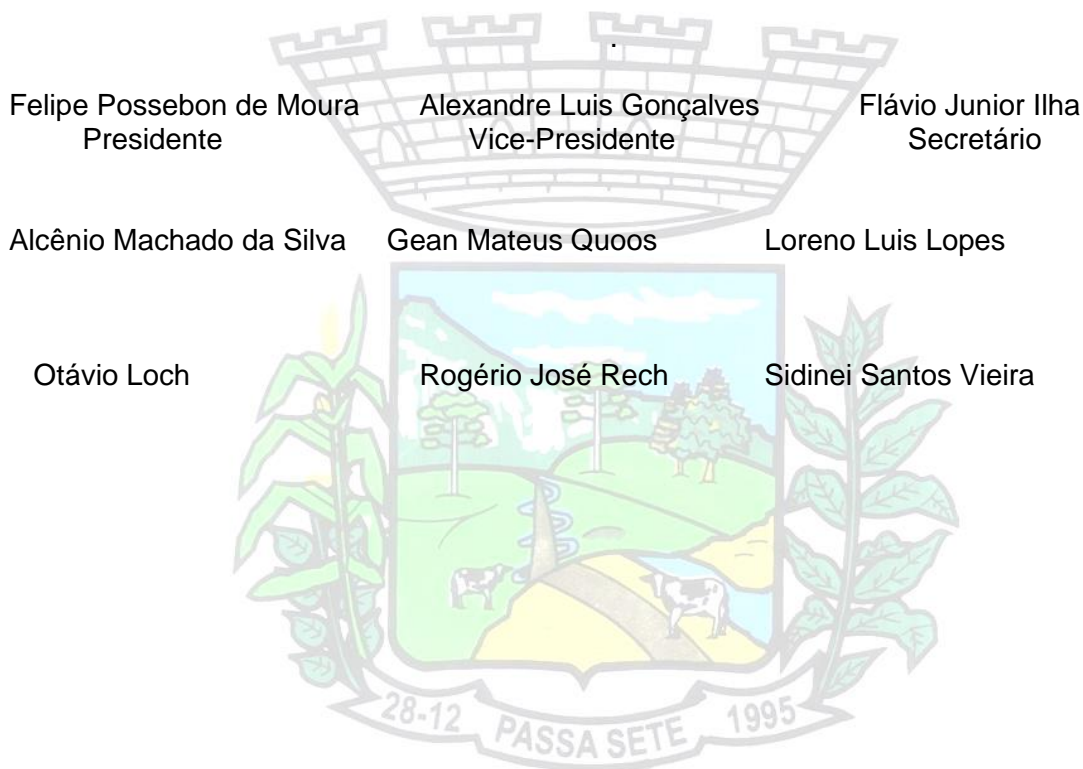 .
Felipe Possebon de Moura Alexandre Luis Gonçalves Flávio Junior Ilha
Presidente Vice-Presidente Secretário
Alcênio Machado da Silva Gean Mateus Quoos Loreno Luis Lopes
Otávio Loch Rogério José Rech Sidinei Santos Vieira
28-12 PASSA SETE 1995